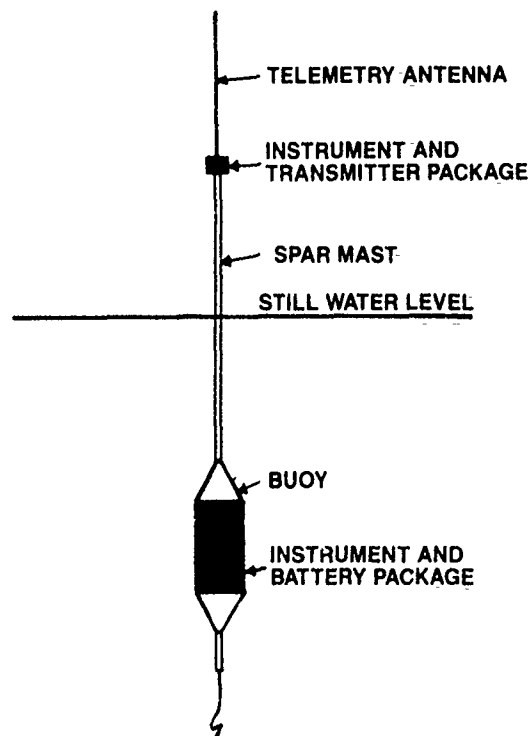 TELEMETRY ANTENNA
INSTRUMENT AND
TRANSMITTER PACKAGE
SPAR MAST
STILL WATER LEVEL
BUOY
INSTRUMENT AND
BATTERY PACKAGE